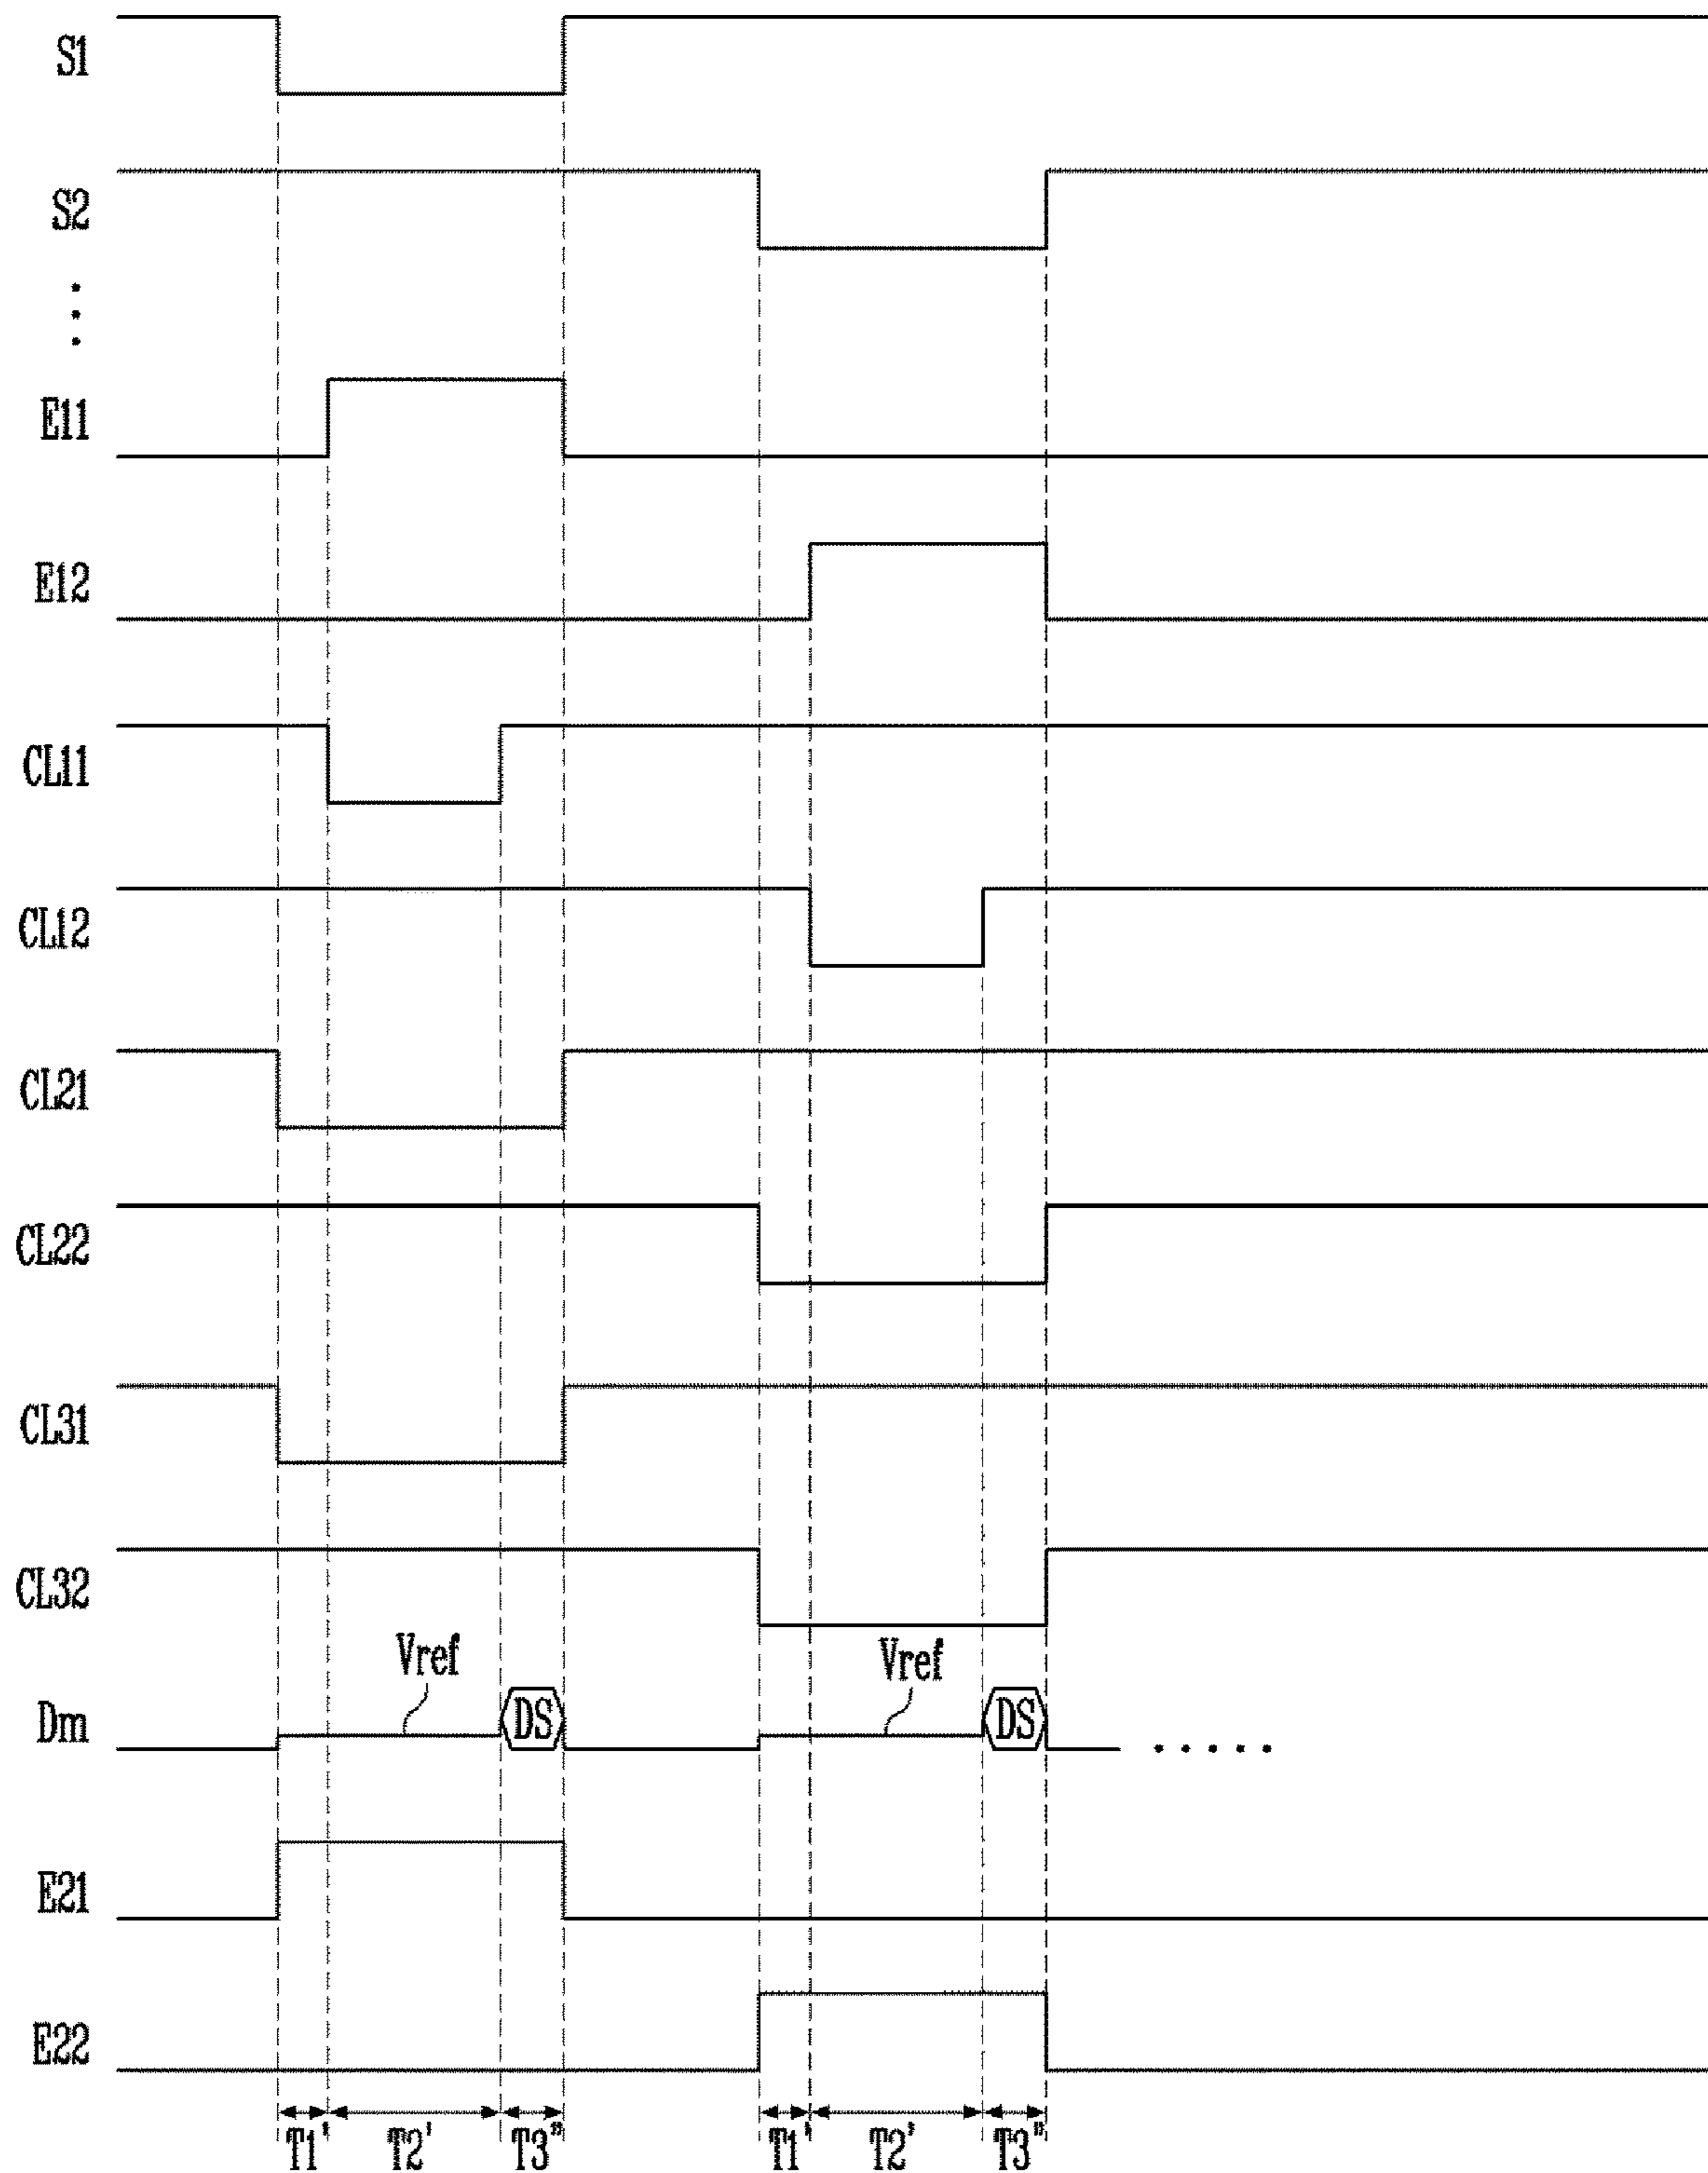 S1
S2
E11
E12
CL11
CL12
CL21
CL22
CL31
CL32
Vref Vref
Dm DS DS
E21
E22
T1' T2' T3" T1' T2' T3"